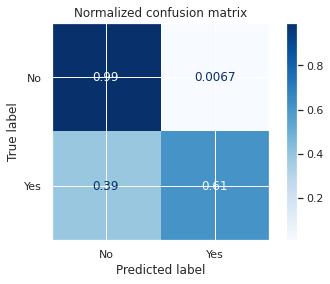 Normalized confusion matrix
No
0.99
0.0067
0.8
0.6
True label
Yes
0.39
0.61
0.4
0.2
No
Yes
Predicted label